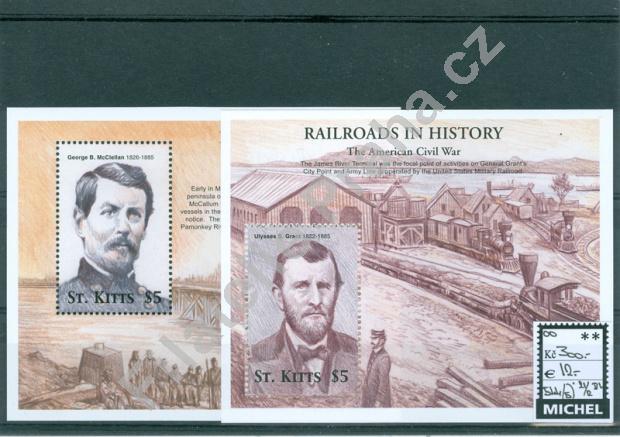 George B. McClellan 1826-1885
Early in M
peninsula o
McCallum
vessels in the
notice. The
Pamonkey Riv
ST. KITTS $5
RAILROADS IN HISTORY
The American Civil War
The James River Terminal was the focal point of activities on General Grant's
City Point and Army Line operated by the United States Military Railroad.
Ulysses S. Grant 1822-1885
ST. KITTS $5
00 **
Kč 300.-
€ 12.-
MICHEL